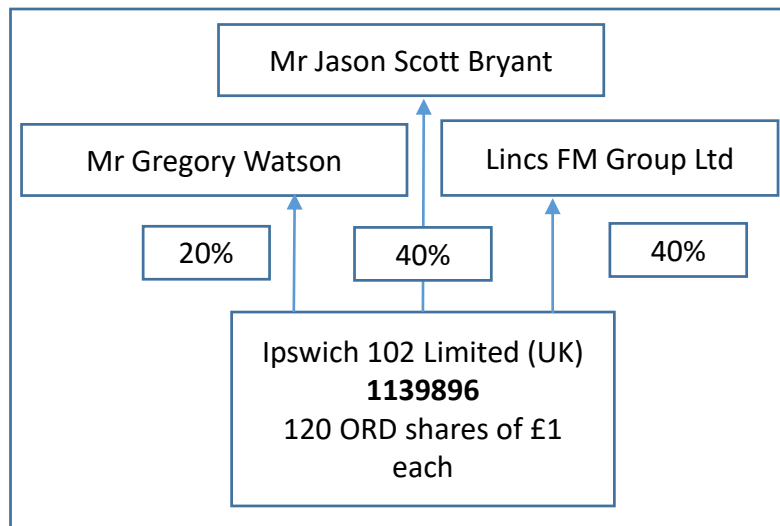 Mr Jason Scott Bryant
Mr Gregory Watson
Lincs FM Group Ltd
20%
40%
40%
Ipswich 102 Limited (UK)
1139896
120 ORD shares of £1
each